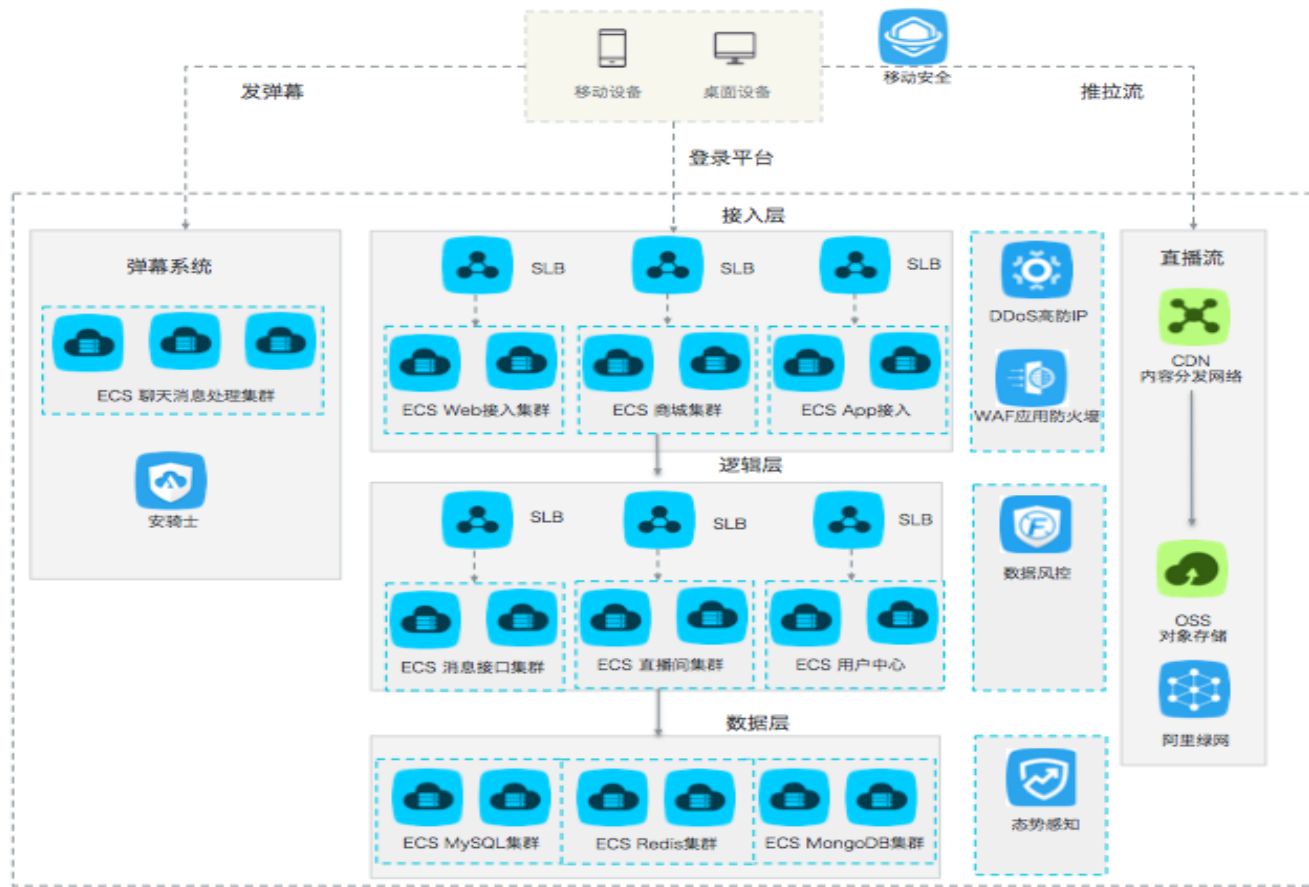 移动设备
桌面设备
移动安全
发弹幕
推拉流
登录平台
接入层
弹幕系统
ECS 聊天消息处理集群
安骑士
SLB
SLB
SLB
ECS Web接入集群
ECS 商城集群
ECS App接入
DDoS高防IP
WAF应用防火墙
直播流
CDN
内容分发网络
逻辑层
SLB
SLB
SLB
ECS 消息接口集群
ECS 直播间集群
ECS 用户中心
数据风控
OSS
对象存储
阿里绿网
数据层
ECS MySQL集群
ECS Redis集群
ECS MongoDB集群
态势感知